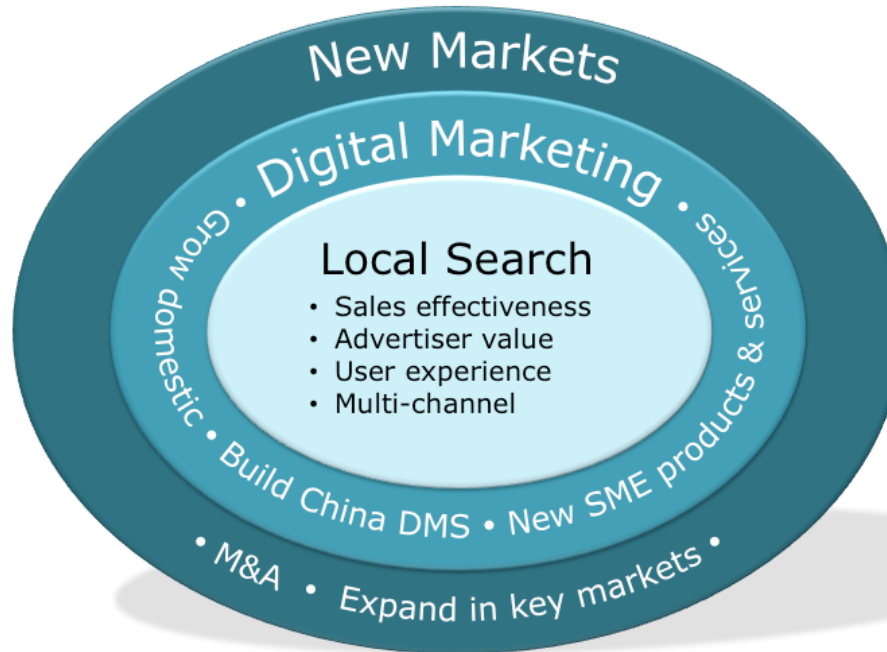 New Markets
Digital Marketing
• Grow domestic • Build China DMS • New SME products & services •
Local Search
• Sales effectiveness
• Advertiser value
• User experience
• Multi-channel
• M&A • Expand in key markets •